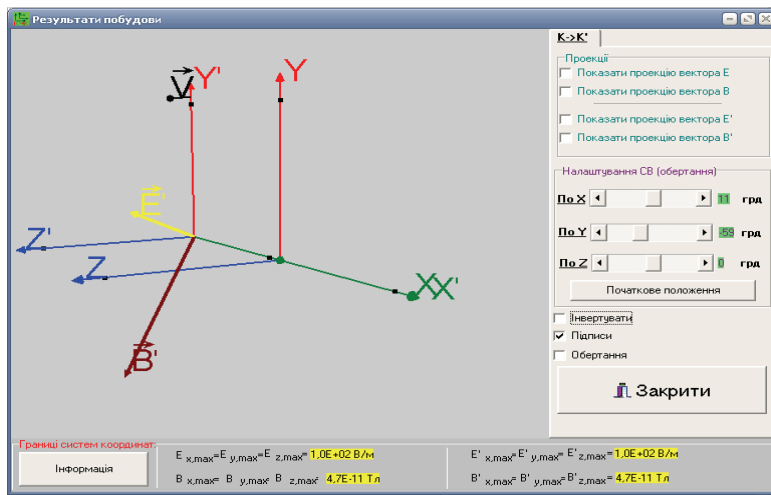 Результати побудови
K->K'
Проекції
Показати проекцію вектора E
Показати проекцію вектора B
Показати проекцію вектора E'
Показати проекцію вектора B'
Налаштування СВ (обертання)
По X 11 грд
По Y -59 грд
По Z 0 грд
Початкове положення
Інвертувати
Підписи
Обертання
Закрити
V Y' Y
E'
Z'
Z
XX'
B'
Границі систем координат:
Інформація
E x,max=E y,max=E z,max= 1,0E+02 В/м
B x,max= B y,max= B z,max= 4,7E-11 Тл
E' x,max=E' y,max= E' z,max= 1,0E+02 В/м
B' x,max= B' y,max= B' z,max= 4,7E-11 Тл